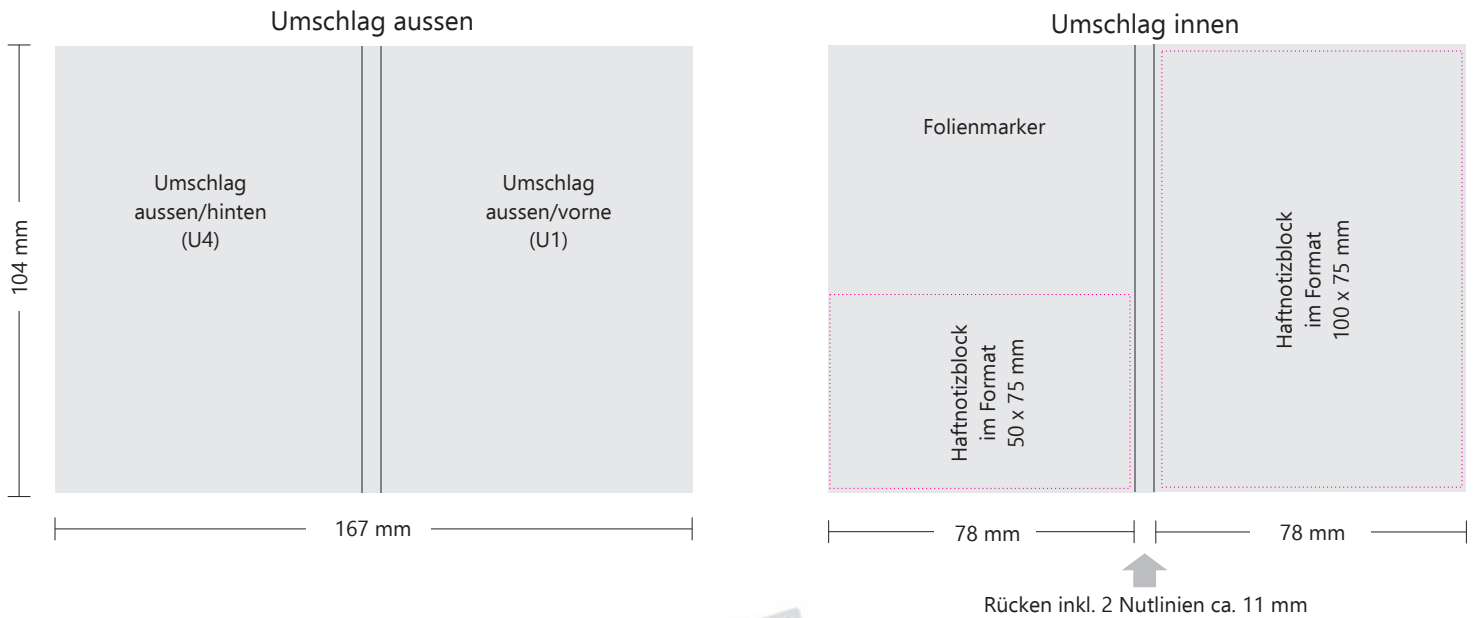 Umschlag aussen
Umschlag
aussen/hinten
(U4)
Umschlag
aussen/vorne
(U1)
104 mm
167 mm
Umschlag innen
Folienmarker
Haftnotizblock
im Format
50 x 75 mm
Haftnotizblock
im Format
100 x 75 mm
78 mm
78 mm
Rücken inkl. 2 Nutlinien ca. 11 mm